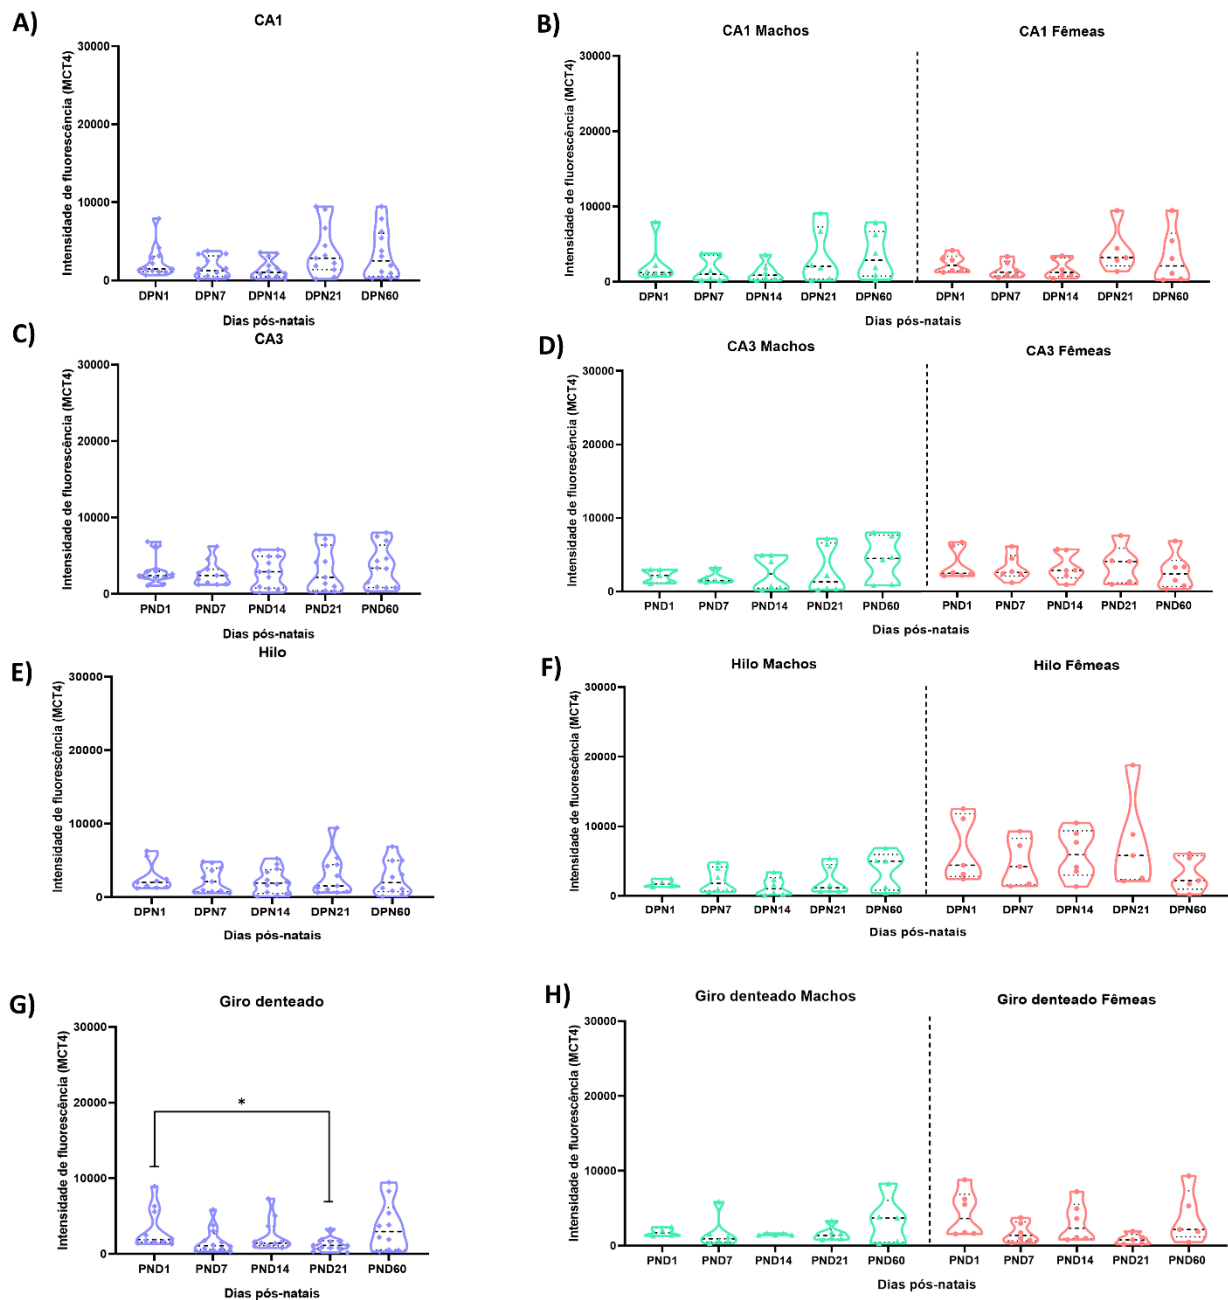 A)
CA1
Intensidade de fluorescência (MCT4)
30000
20000
10000
0
DPN1 DPN7 DPN14 DPN21 DPN60
Dias pós-natais
B)
CA1 Machos CA1 Fêmeas
Intensidade de fluorescência (MCT4)
30000
20000
10000
0
DPN1 DPN7 DPN14 DPN21 DPN60 DPN1 DPN7 DPN14 DPN21 DPN60
Dias pós-natais
C)
CA3
Intensidade de fluorescência (MCT4)
30000
20000
10000
0
PND1 PND7 PND14 PND21 PND60
Dias pós-natais
D)
CA3 Machos CA3 Fêmeas
Intensidade de fluorescência (MCT4)
30000
20000
10000
0
PND1 PND7 PND14 PND21 PND60 PND1 PND7 PND14 PND21 PND60
Dias pós-natais
E)
Hilo
Intensidade de fluorescência (MCT4)
30000
20000
10000
0
DPN1 DPN7 DPN14 DPN21 DPN60
Dias pós-natais
F)
Hilo Machos Hilo Fêmeas
Intensidade de fluorescência (MCT4)
30000
20000
10000
0
DPN1 DPN7 DPN14 DPN21 DPN60 DPN1 DPN7 DPN14 DPN21 DPN60
Dias pós-natais
G)
Giro denteado
Intensidade de fluorescência (MCT4)
30000
20000
10000
0
*
PND1 PND7 PND14 PND21 PND60
Dias pós-natais
H)
Giro denteado Machos Giro denteado Fêmeas
Intensidade de fluorescência (MCT4)
30000
20000
10000
0
PND1 PND7 PND14 PND21 PND60 PND1 PND7 PND14 PND21 PND60
Dias pós-natais